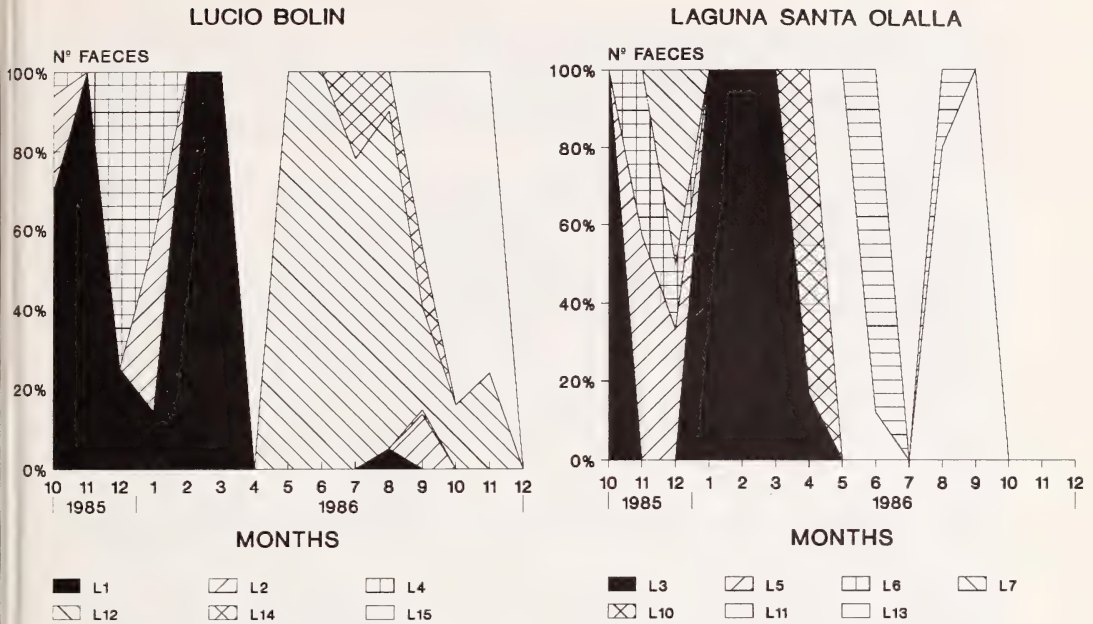 LUCIO BOLIN
Nº FAECES
100%
80%
60%
40%
20%
0%
10 11 12 1 2 3 4 5 6 7 8 9 10 11 12
1985 1986
MONTHS
L1 L2 L4
L12 L14 L15
LAGUNA SANTA OLALLA
Nº FAECES
100%
80%
60%
40%
20%
0%
10 11 12 1 2 3 4 5 6 7 8 9 10 11 12
1985 1986
MONTHS
L3 L5 L6 L7
L10 L11 L13